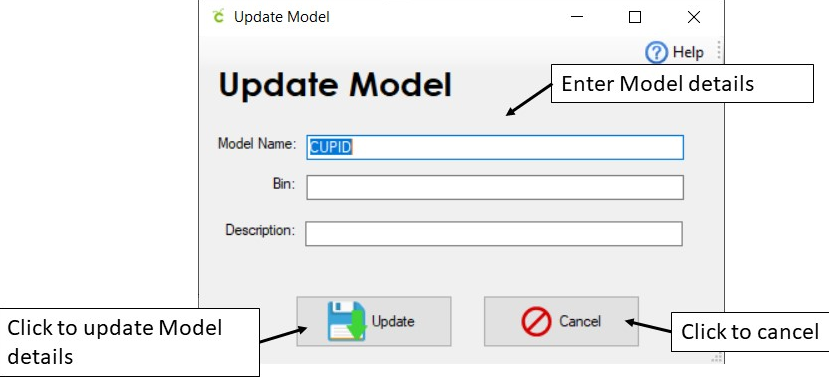 Update Model
Help
Update Model
Enter Model details
Model Name: CUPID
Bin:
Description:
Update
Cancel
Click to update Model
details
Click to cancel